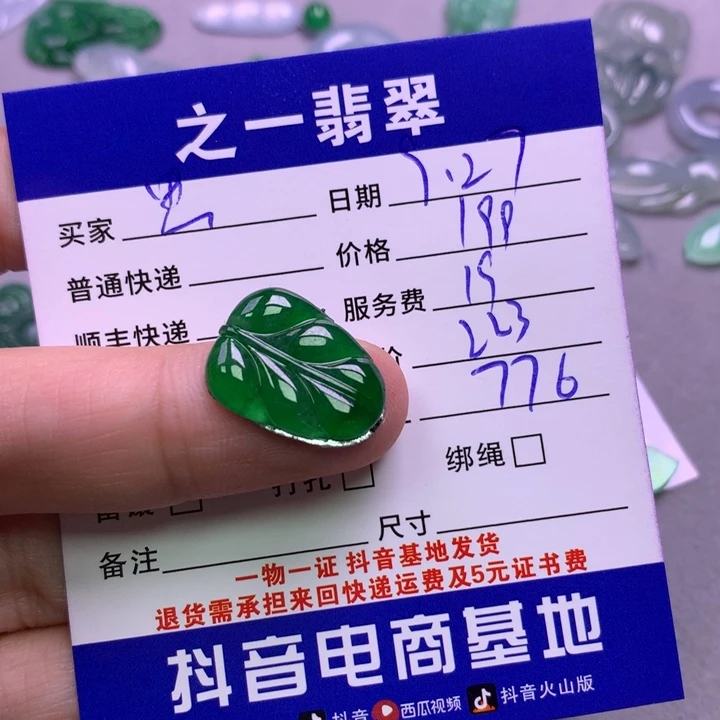 之一翡翠
买家 日期 7.27
普通快递 价格 199
顺丰快递 服务费 15
价 223
776
打孔 绑绳
备注 尺寸
一物一证 抖音基地发货
退货需承担来回快递运费及5元证书费
抖音电商基地
抖音 西瓜视频 抖音火山版